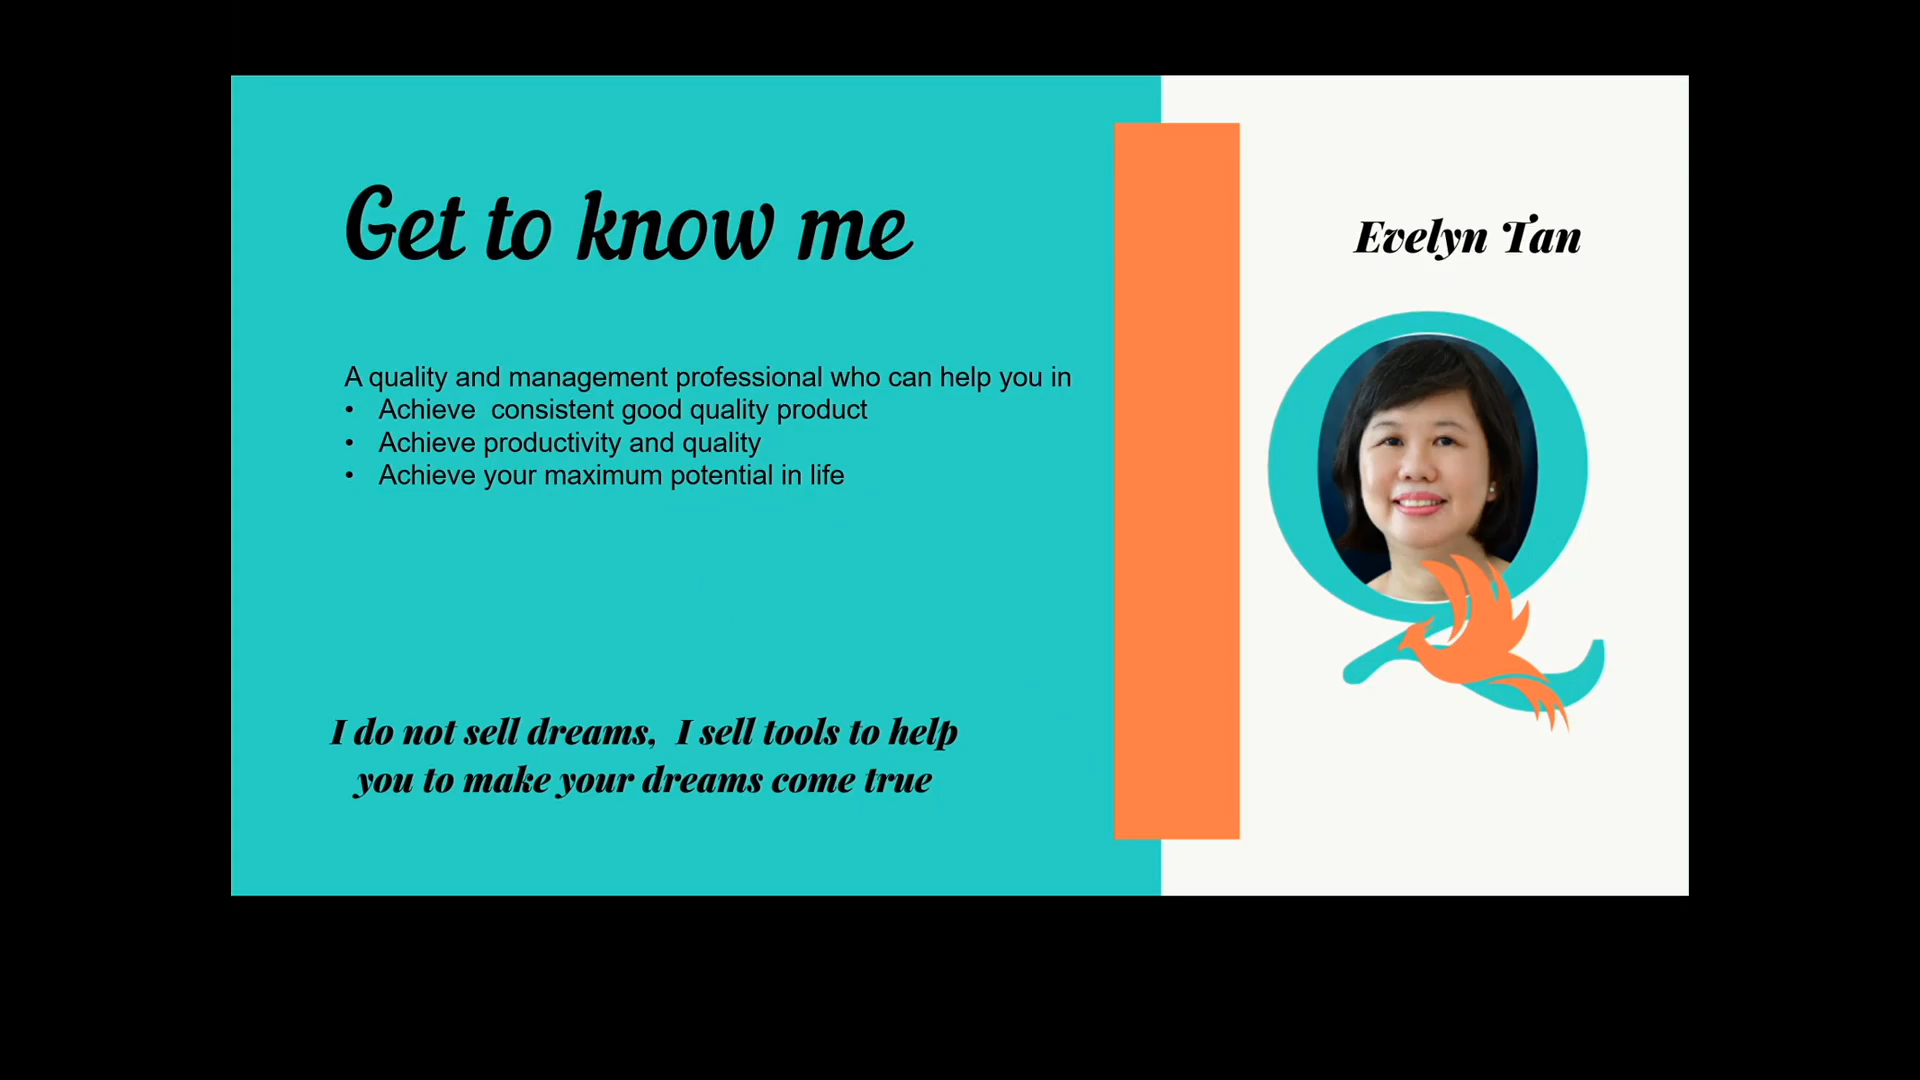 Get to know me
Evelyn Tan
A quality and management professional who can help you in
• Achieve  consistent good quality product
• Achieve productivity and quality
• Achieve your maximum potential in life
I do not sell dreams,  I sell tools to help
you to make your dreams come true